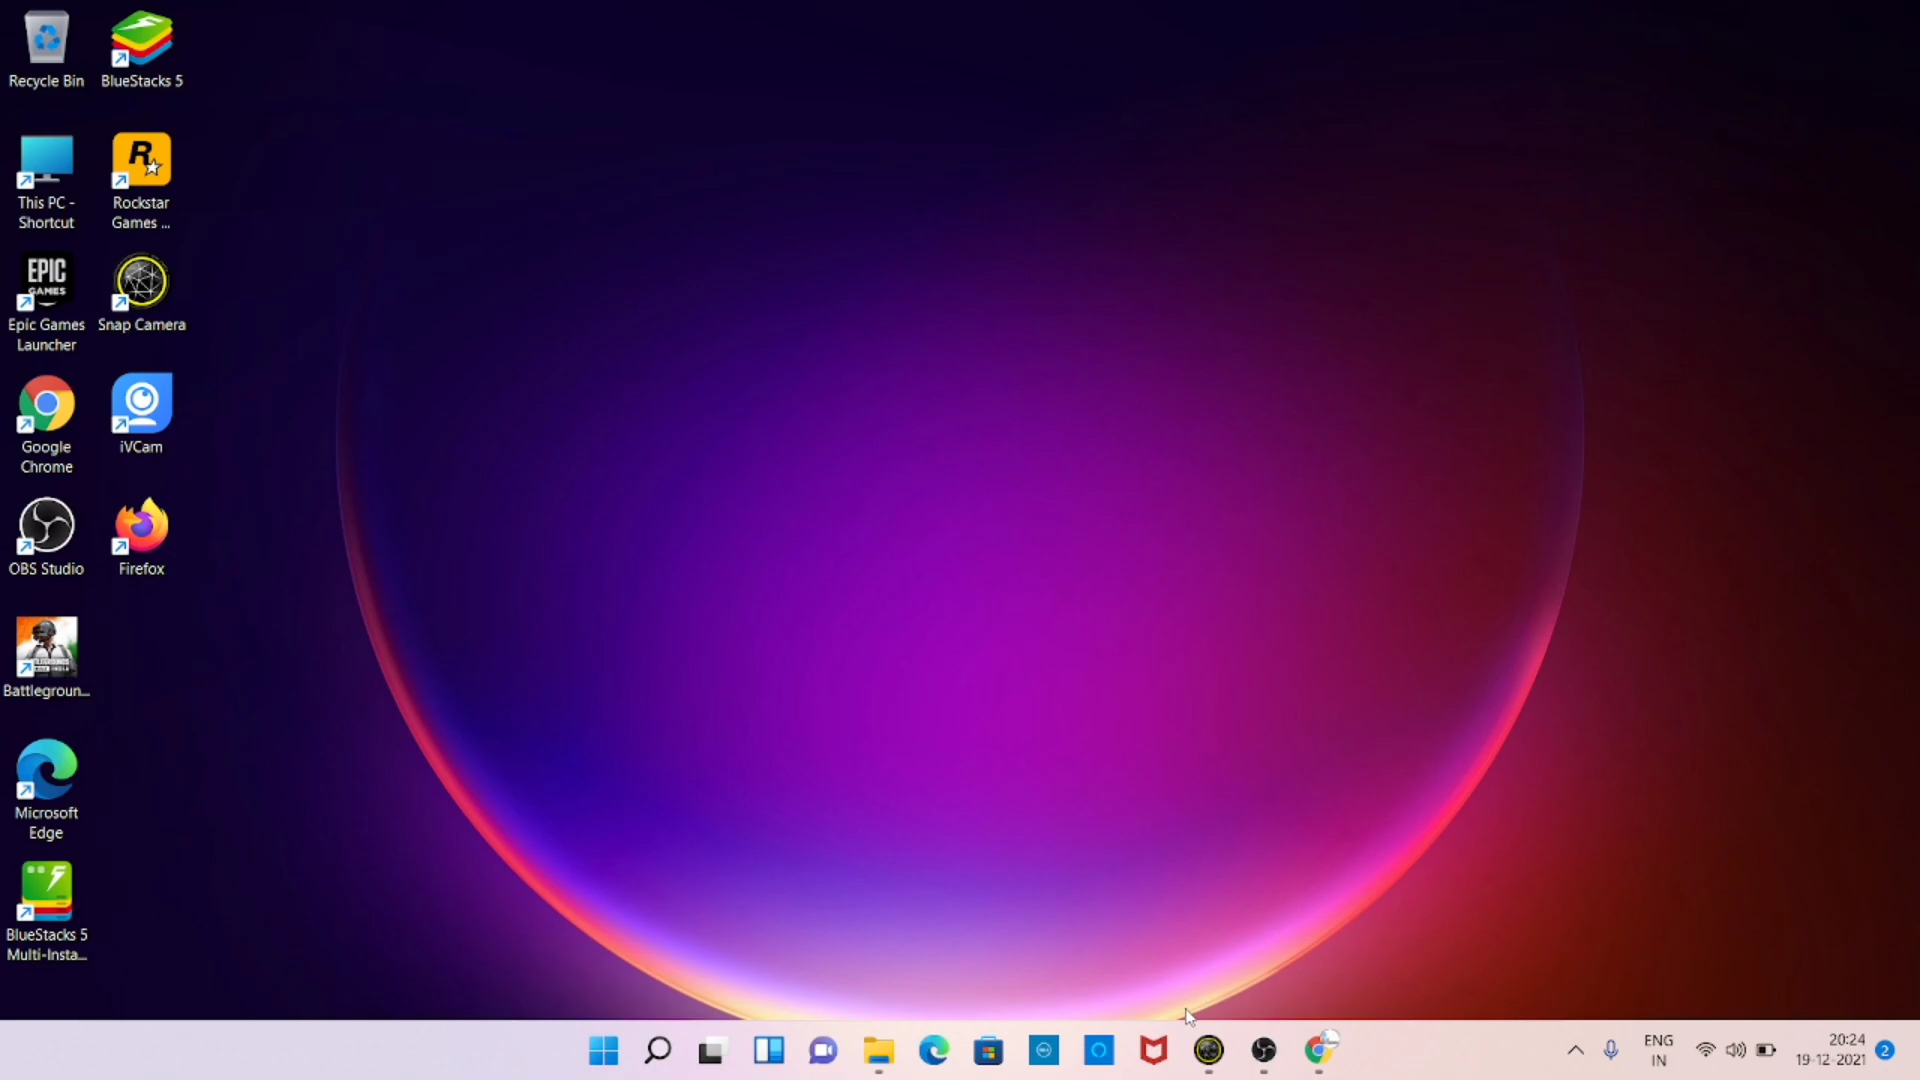 Recycle Bin
BlueStacks 5
This PC -
Shortcut
R
Rockstar
Games ...
EPIC
GAMES
Epic Games
Launcher
Snap Camera
Google
Chrome
iVCam
OBS Studio
Firefox
Battlegroun...
Microsoft
Edge
BlueStacks 5
Multi-Insta...
ENG
IN
20:24
19-12-2021
2